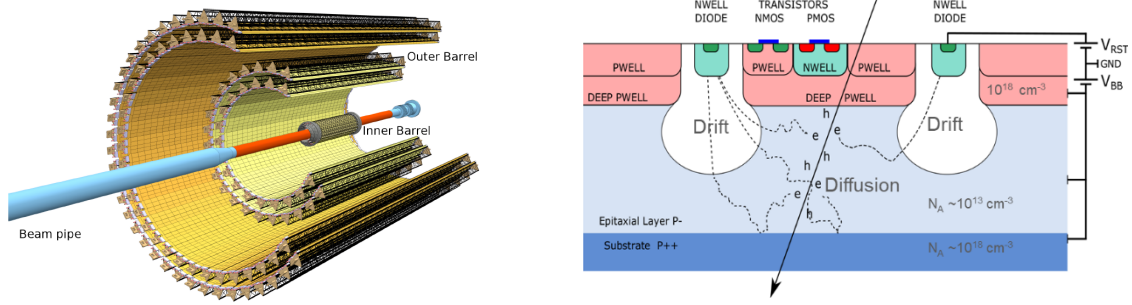 Outer Barrel
Inner Barrel
Beam pipe
NWELL
DIODE
TRANSISTORS
NMOS PMOS
NWELL
DIODE
V_RST
GND
V_BB
PWELL
PWELL
NWELL
PWELL
DEEP PWELL
DEEP PWELL
10^18 cm-3
Drift
Drift
h
e
e
h
h
e
e
h
Diffusion
N_A ~10^13 cm-3
Epitaxial Layer P-
Substrate P++
N_A ~10^18 cm-3